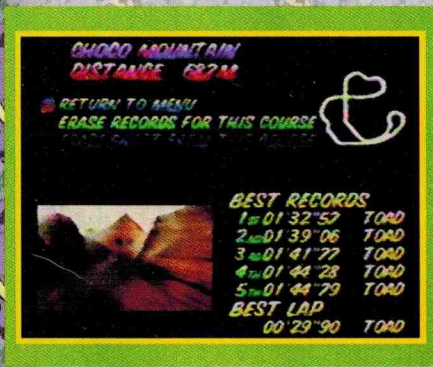 CHOCO MOUNTAIN
DISTANCE 687M
RETURN TO MENU
ERASE RECORDS FOR THIS COURSE
BEST RECORDS
1ST 01'32"57 TOAD
2ND 01'39"06 TOAD
3RD 01'41"77 TOAD
4TH 01'44"28 TOAD
5TH 01'44"79 TOAD
BEST LAP
00'29"90 TOAD